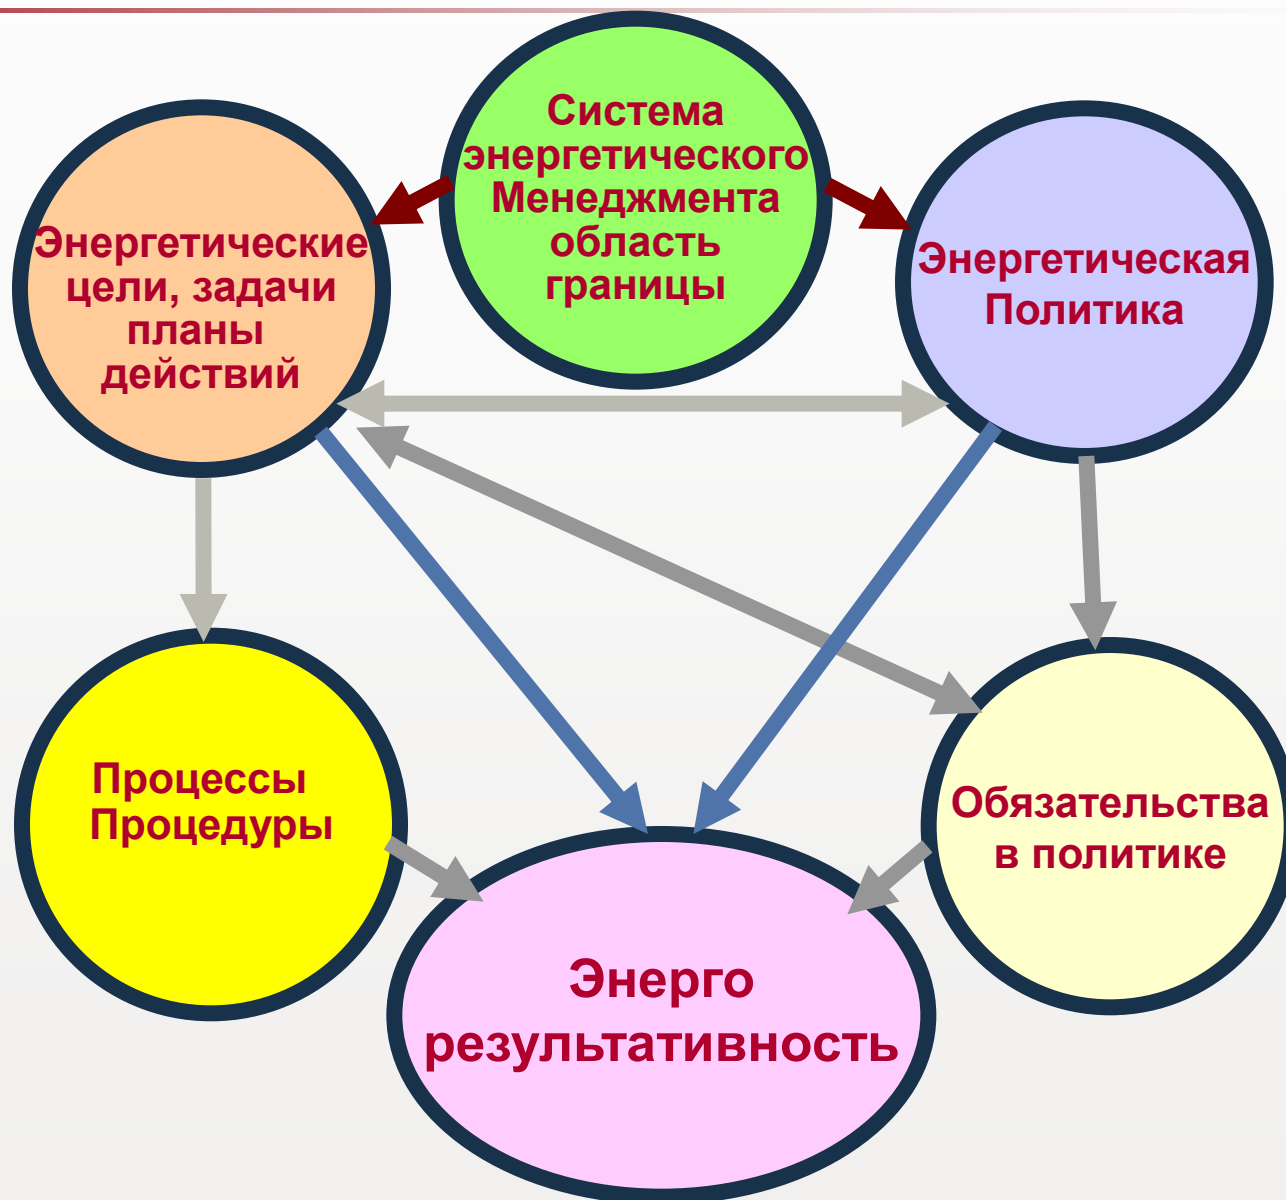 Система
энергетического
Менеджмента
область
границы
Энергетические
цели, задачи
планы
действий
Энергетическая
Политика
Процессы
Процедуры
Обязательства
в политике
Энерго
результативность